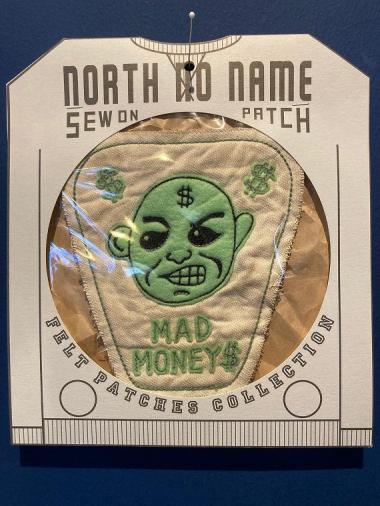 NORTH NO NAME
SEW ON PATCH
$
$ $
MAD
MONEY$
FELT PATCHES COLLECTION